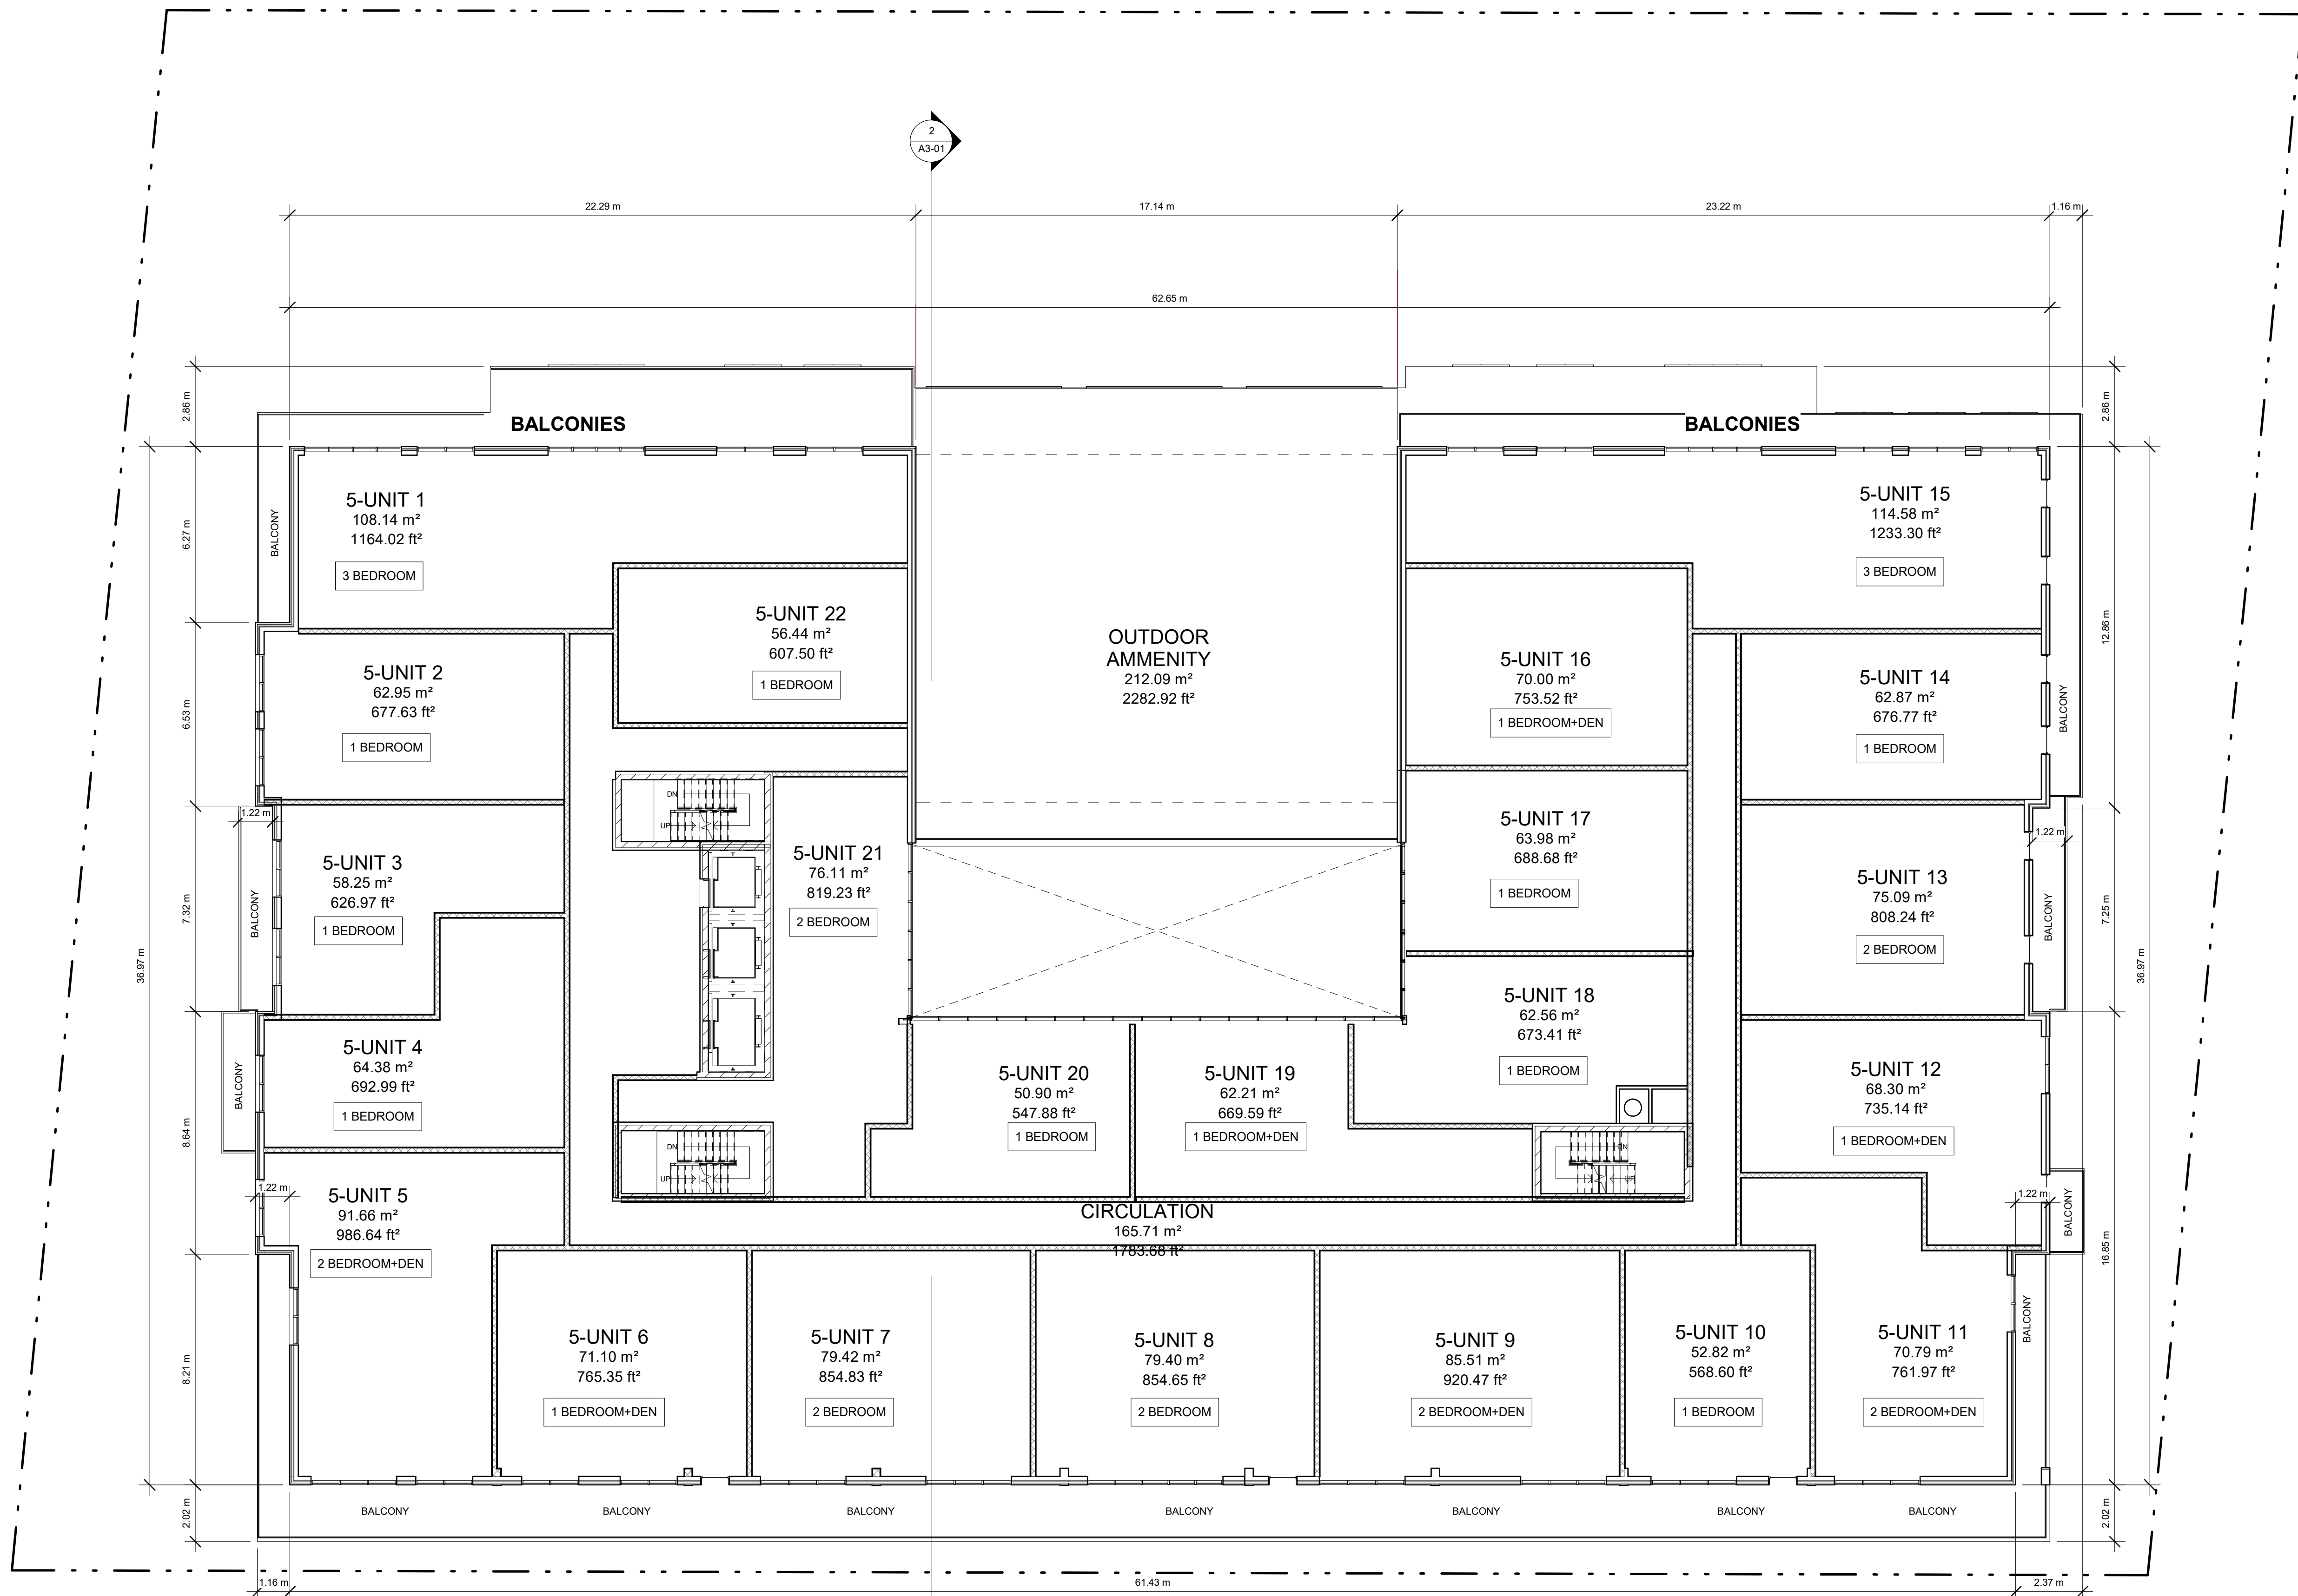 2
A3-01
22.29 m
17.14 m
23.22 m
1.16 m
62.65 m
2.86 m
2.86 m
BALCONIES
BALCONIES
5-UNIT 1
108.14 m²
1164.02 ft²
3 BEDROOM
BALCONY
6.27 m
5-UNIT 15
114.58 m²
1233.30 ft²
3 BEDROOM
12.86 m
5-UNIT 22
56.44 m²
607.50 ft²
1 BEDROOM
OUTDOOR
AMMENITY
212.09 m²
2282.92 ft²
5-UNIT 16
70.00 m²
753.52 ft²
1 BEDROOM+DEN
5-UNIT 2
62.95 m²
677.63 ft²
1 BEDROOM
6.53 m
5-UNIT 14
62.87 m²
676.77 ft²
1 BEDROOM
BALCONY
DN
UP
1.22 m
5-UNIT 3
58.25 m²
626.97 ft²
1 BEDROOM
BALCONY
7.32 m
36.97 m
5-UNIT 21
76.11 m²
819.23 ft²
2 BEDROOM
5-UNIT 17
63.98 m²
688.68 ft²
1 BEDROOM
1.22 m
5-UNIT 13
75.09 m²
808.24 ft²
2 BEDROOM
BALCONY
7.25 m
36.97 m
5-UNIT 4
64.38 m²
692.99 ft²
1 BEDROOM
BALCONY
8.64 m
5-UNIT 18
62.56 m²
673.41 ft²
1 BEDROOM
5-UNIT 20
50.90 m²
547.88 ft²
1 BEDROOM
5-UNIT 19
62.21 m²
669.59 ft²
1 BEDROOM+DEN
5-UNIT 12
68.30 m²
735.14 ft²
1 BEDROOM+DEN
DN
UP
DN
UP
1.22 m
5-UNIT 5
91.66 m²
986.64 ft²
2 BEDROOM+DEN
CIRCULATION
165.71 m²
1783.68 ft²
1.22 m
BALCONY
16.85 m
8.21 m
5-UNIT 6
71.10 m²
765.35 ft²
1 BEDROOM+DEN
5-UNIT 7
79.42 m²
854.83 ft²
2 BEDROOM
5-UNIT 8
79.40 m²
854.65 ft²
2 BEDROOM
5-UNIT 9
85.51 m²
920.47 ft²
2 BEDROOM+DEN
5-UNIT 10
52.82 m²
568.60 ft²
1 BEDROOM
5-UNIT 11
70.79 m²
761.97 ft²
2 BEDROOM+DEN
BALCONY
2.02 m
BALCONY
BALCONY
BALCONY
BALCONY
BALCONY
BALCONY
BALCONY
2.02 m
1.16 m
61.43 m
2.37 m